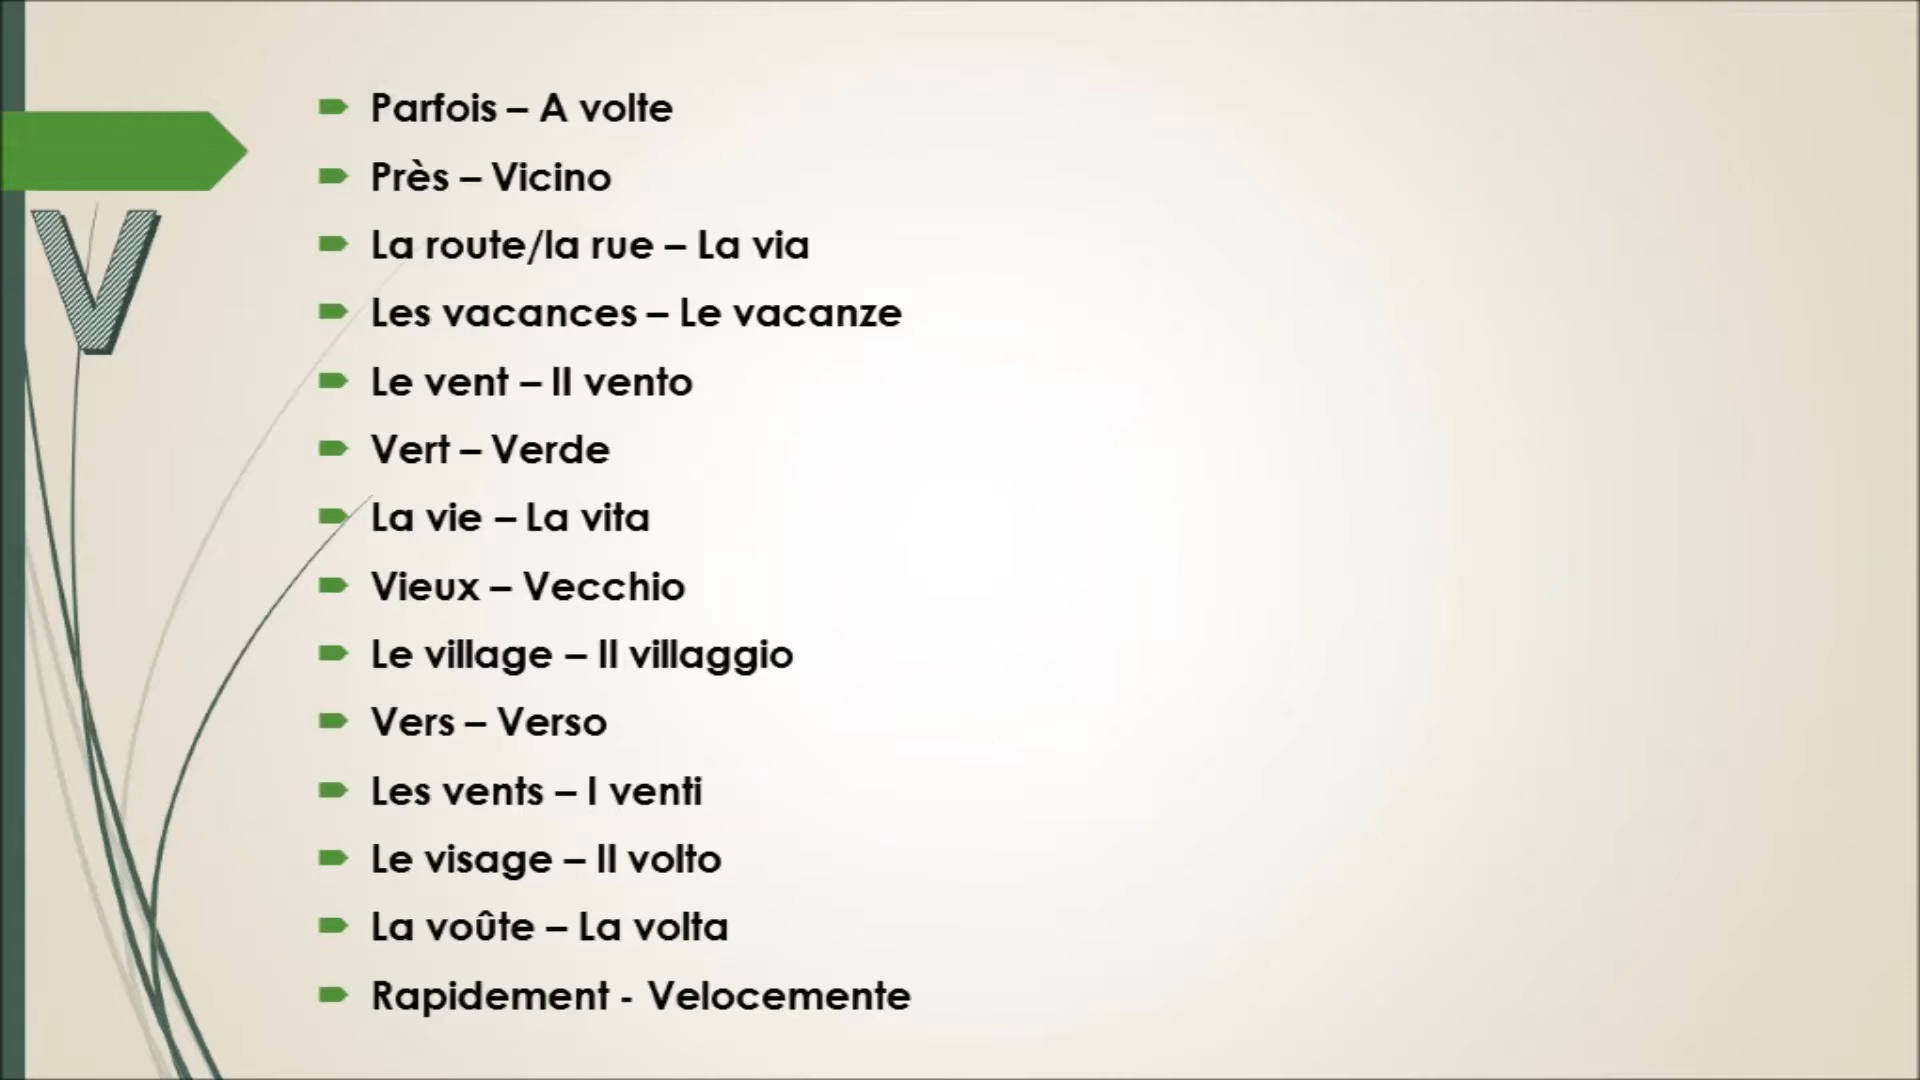 V
Parfois – A volte
Près – Vicino
La route/la rue – La via
Les vacances – Le vacanze
Le vent – Il vento
Vert – Verde
La vie – La vita
Vieux – Vecchio
Le village – Il villaggio
Vers – Verso
Les vents – I venti
Le visage – Il volto
La voûte – La volta
Rapidement - Velocemente